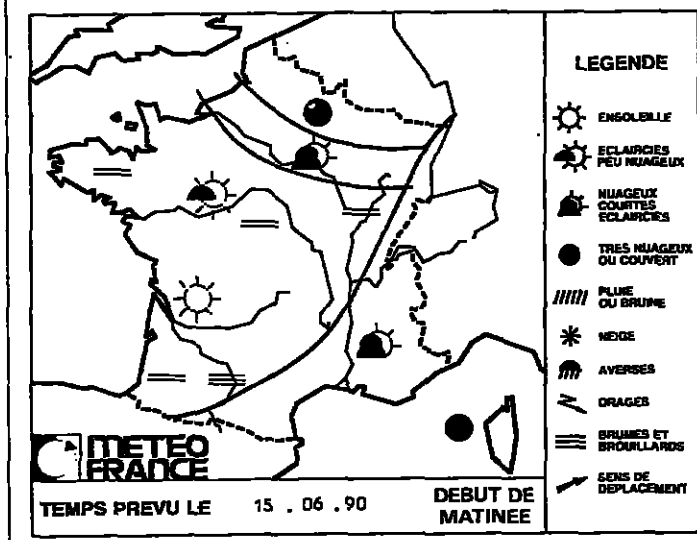 LEGENDE
ENSOLEILLE
ECLAIRCIES
PEU NUAGEUX
NUAGEUX
COURTES
ECLAIRCIES
TRES NUAGEUX
OU COUVERT
PLUIE
OU BRUINE
NEIGE
AVERSES
ORAGES
BRUMES ET
BROUILLARDS
SENS DE
DEPLACEMENT
METEO
FRANCE
TEMPS PREVU LE 15 . 06 . 90 DEBUT DE
MATINEE